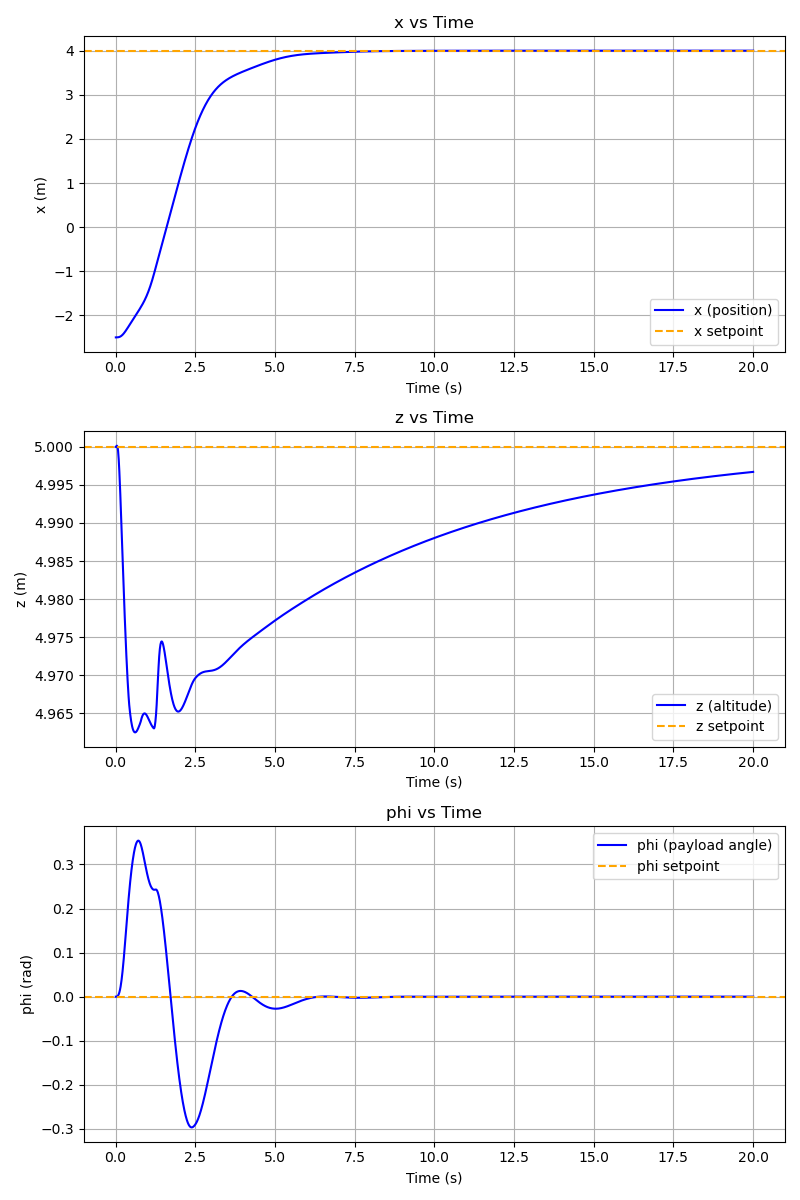 x vs Time
4
3
2
1
0
−1
−2
x (m)
x (position)
x setpoint
0.0 2.5 5.0 7.5 10.0 12.5 15.0 17.5 20.0
Time (s)
z vs Time
5.000
4.995
4.990
4.985
4.980
4.975
4.970
4.965
z (m)
z (altitude)
z setpoint
0.0 2.5 5.0 7.5 10.0 12.5 15.0 17.5 20.0
Time (s)
phi vs Time
phi (payload angle)
phi setpoint
0.3
0.2
0.1
0.0
−0.1
−0.2
−0.3
phi (rad)
0.0 2.5 5.0 7.5 10.0 12.5 15.0 17.5 20.0
Time (s)